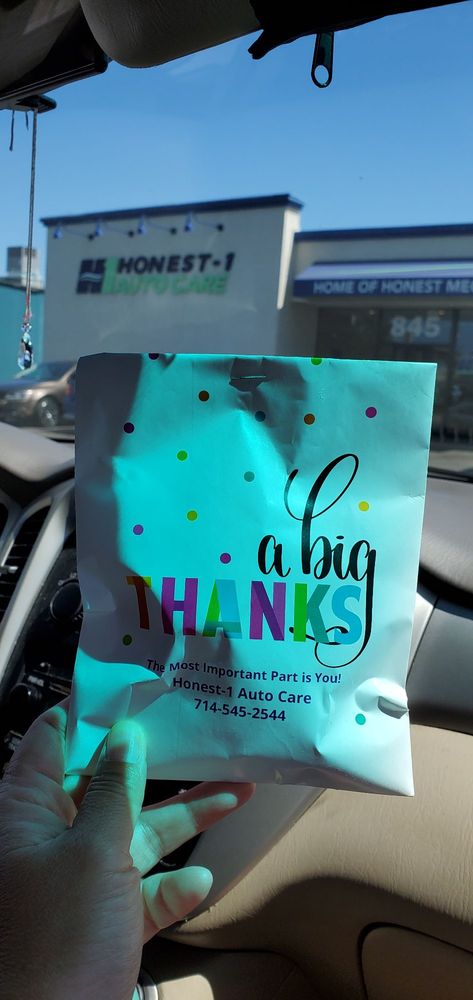 HONEST-1
AUTO CARE
HOME OF HONEST
845
a big
THANKS
The Most Important Part is You!
Honest-1 Auto Care
714-545-2544